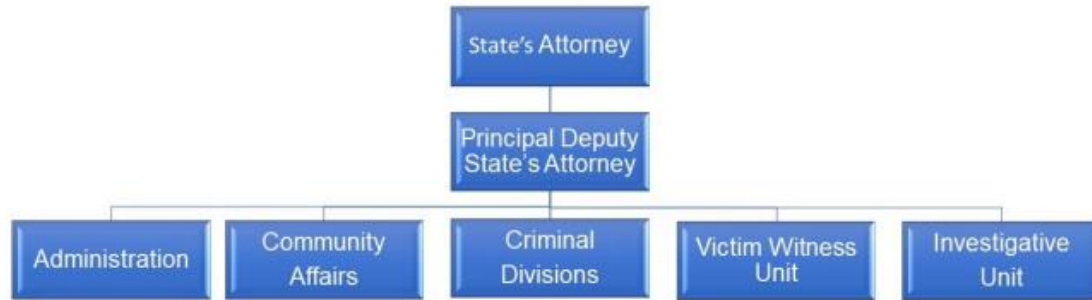 State’s Attorney
Principal Deputy
State’s Attorney
Administration
Community
Affairs
Criminal
Divisions
Victim Witness
Unit
Investigative
Unit